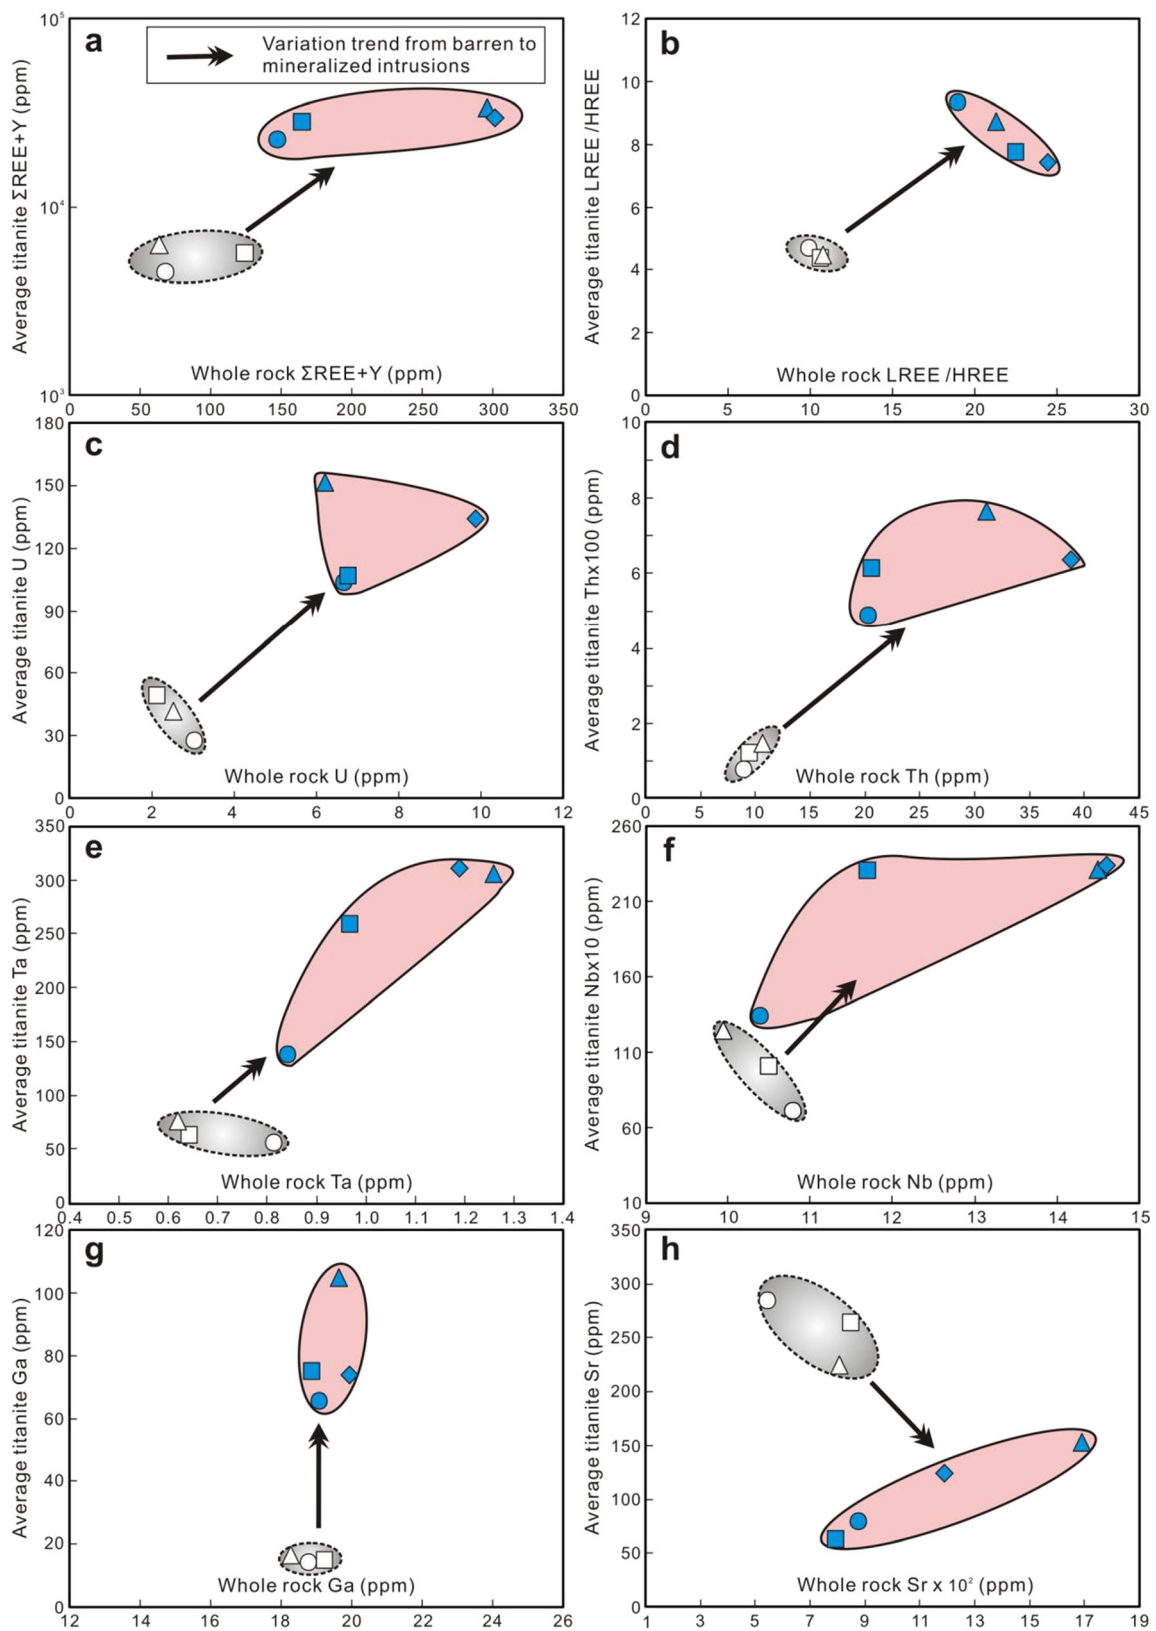 a
Variation trend from barren to
mineralized intrusions
Average titanite ΣREE+Y (ppm)
10⁵
10⁴
10³
Whole rock ΣREE+Y (ppm)
0 50 100 150 200 250 300 350
b
Average titanite LREE /HREE
12
10
8
6
4
2
0
Whole rock LREE /HREE
0 5 10 15 20 25 30
c
Average titanite U (ppm)
180
150
120
90
60
30
0
Whole rock U (ppm)
0 2 4 6 8 10 12
d
Average titanite Thx100 (ppm)
10
8
6
4
2
0
Whole rock Th (ppm)
0 5 10 15 20 25 30 35 40 45
e
Average titanite Ta (ppm)
350
300
250
200
150
100
50
0
Whole rock Ta (ppm)
0.4 0.5 0.6 0.7 0.8 0.9 1.0 1.1 1.2 1.3 1.4
f
Average titanite Nbx10 (ppm)
260
210
160
110
60
10
Whole rock Nb (ppm)
9 10 11 12 13 14 15
g
Average titanite Ga (ppm)
120
100
80
60
40
20
0
Whole rock Ga (ppm)
12 14 16 18 20 22 24 26
h
Average titanite Sr (ppm)
350
300
250
200
150
100
50
0
Whole rock Sr x 10² (ppm)
1 3 5 7 9 11 13 15 17 19